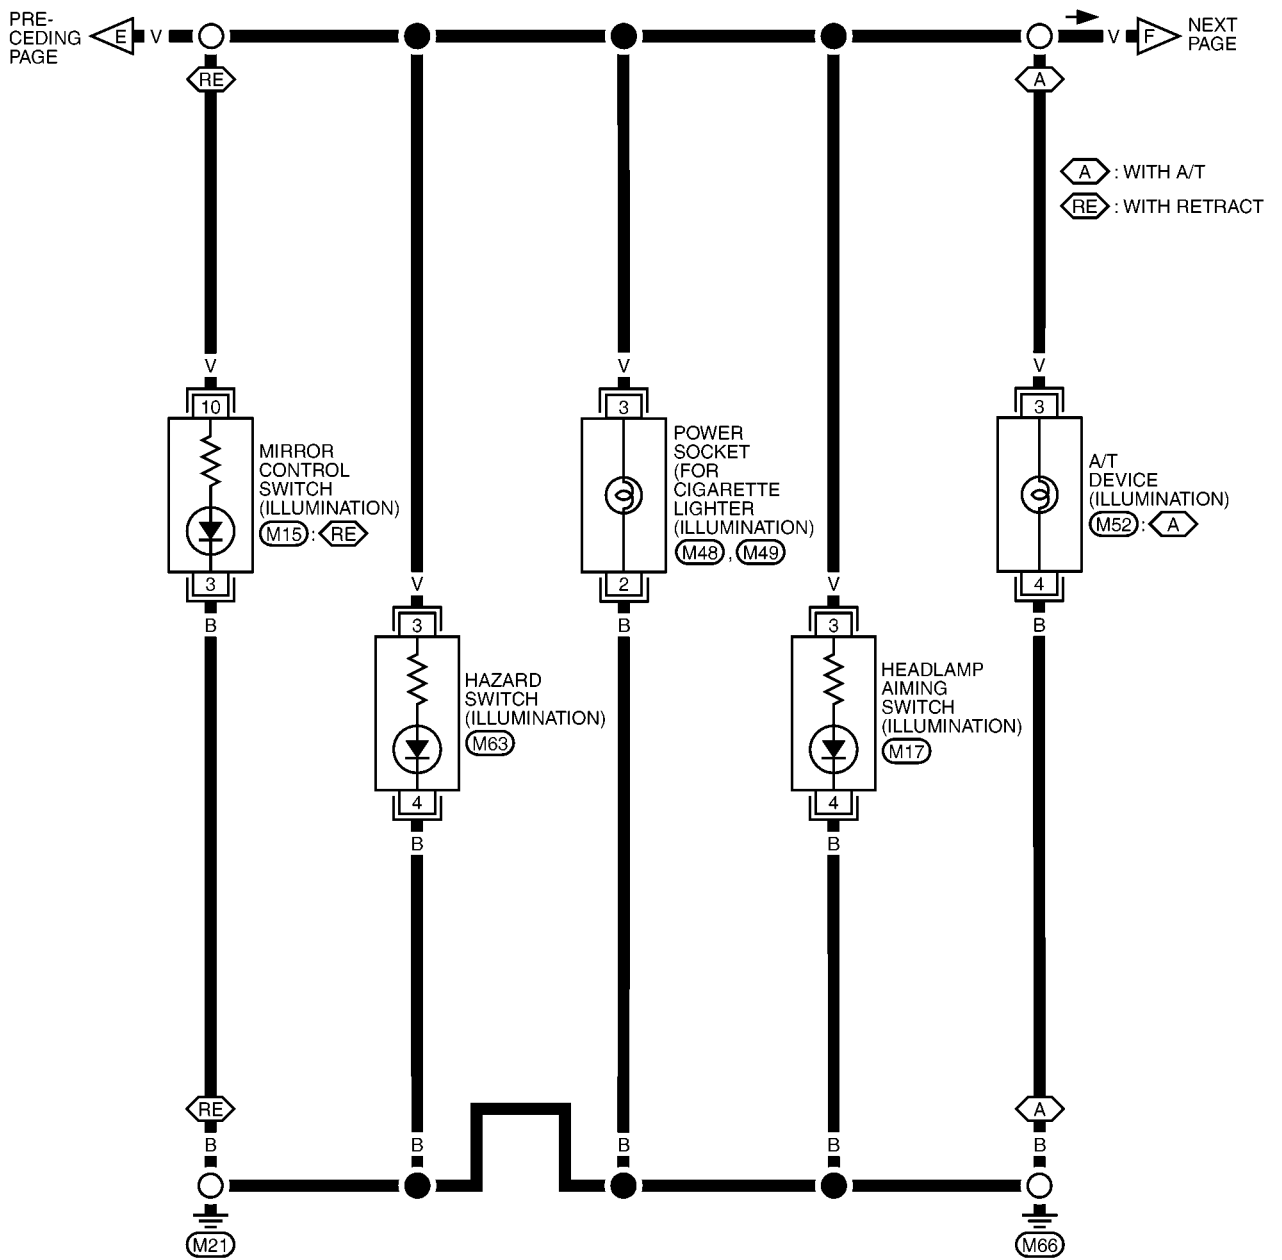 PRE-
CEDING
PAGE
E
V
V
F
NEXT
PAGE
RE
A
A : WITH A/T
RE : WITH RETRACT
V
V
V
10
3
3
MIRROR
CONTROL
SWITCH
(ILLUMINATION)
M15 : RE
POWER
SOCKET
(FOR
CIGARETTE
LIGHTER
(ILLUMINATION)
M48 , M49
A/T
DEVICE
(ILLUMINATION)
M52 : A
3
V
2
V
4
B
3
B
3
B
HAZARD
SWITCH
(ILLUMINATION)
M63
HEADLAMP
AIMING
SWITCH
(ILLUMINATION)
M17
4
4
B
B
RE
A
B
B
B
B
B
M21
M66